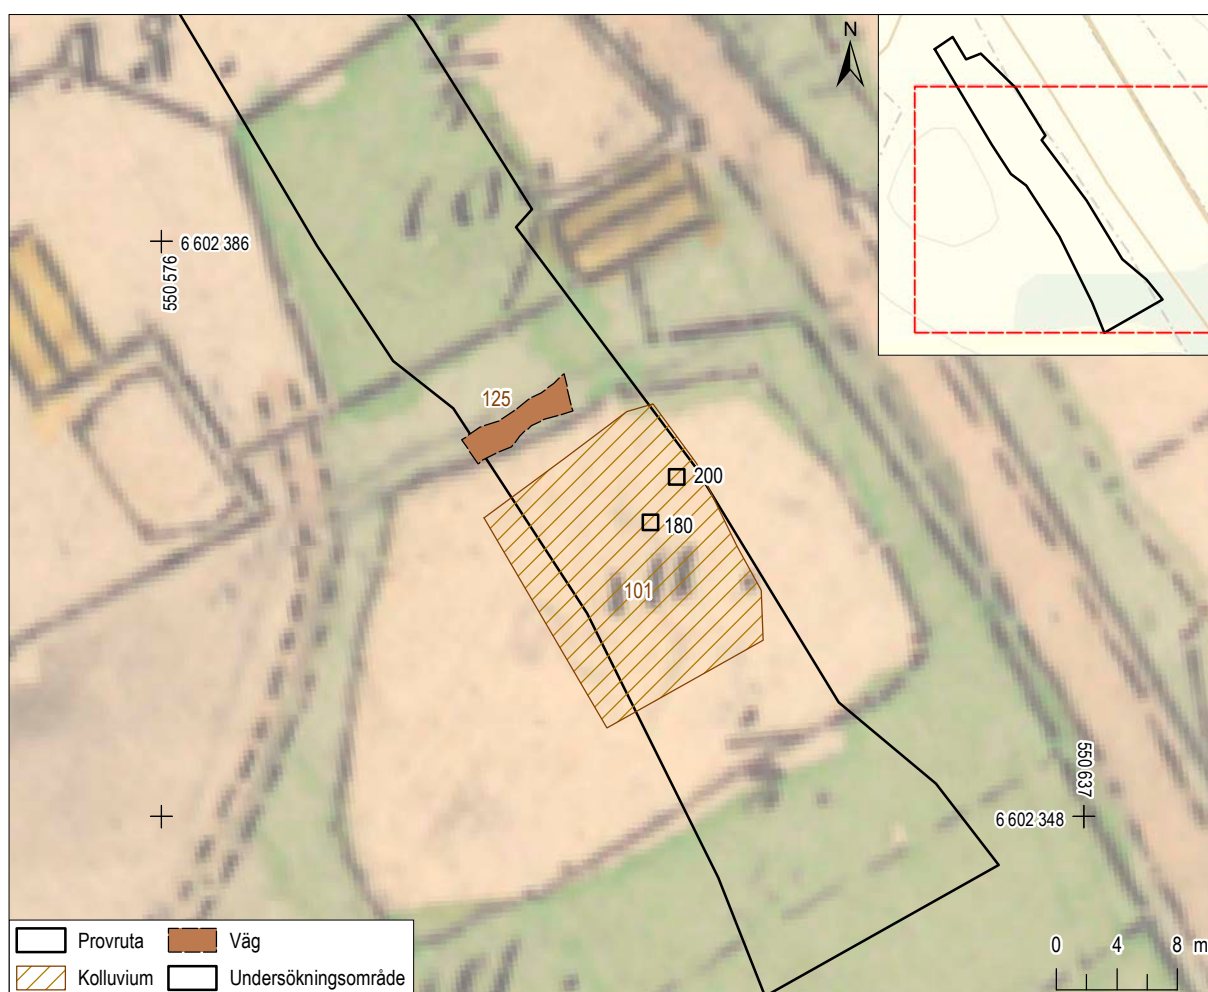 N
6 602 386
550 576
125
200
180
101
550 637
6 602 348
Provruta
Väg
Kolluvium
Undersökningsområde
0 4 8 m